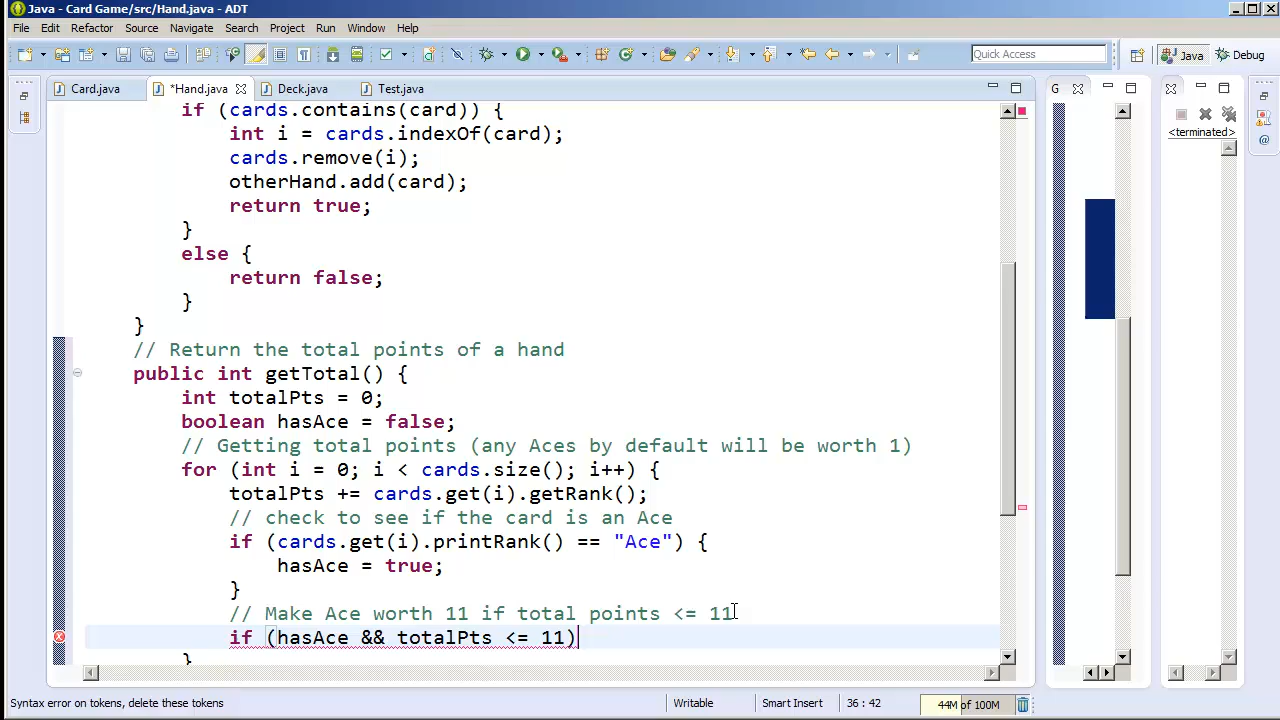 Java - Card Game/src/Hand.java - ADT
File Edit Refactor Source Navigate Search Project Run Window Help
Quick Access Java Debug
Card.java *Hand.java Deck.java Test.java G
<terminated>
if (cards.contains(card)) {
int i = cards.indexOf(card);
cards.remove(i);
otherHand.add(card);
return true;
}
else {
return false;
}
}
// Return the total points of a hand
public int getTotal() {
int totalPts = 0;
boolean hasAce = false;
// Getting total points (any Aces by default will be worth 1)
for (int i = 0; i < cards.size(); i++) {
totalPts += cards.get(i).getRank();
// check to see if the card is an Ace
if (cards.get(i).printRank() == "Ace") {
hasAce = true;
}
// Make Ace worth 11 if total points <= 11
if (hasAce && totalPts <= 11)
}
Syntax error on tokens, delete these tokens Writable Smart Insert 36 : 42 44M of 100M